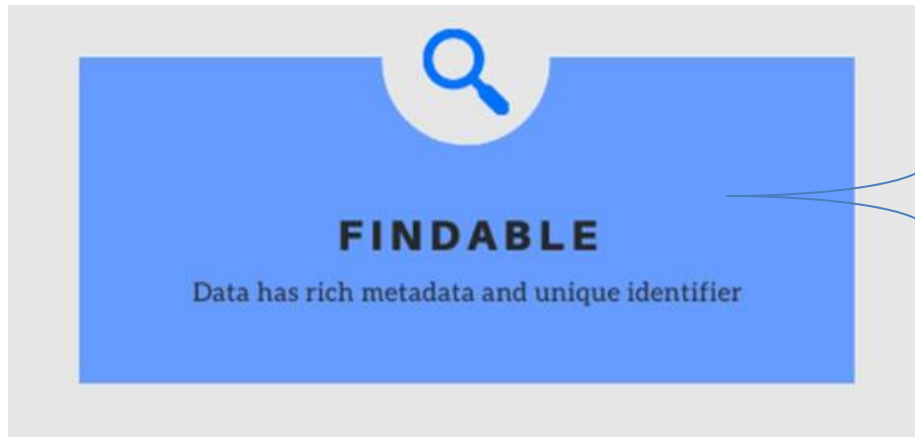 FINDABLE
Data has rich metadata and unique identifier